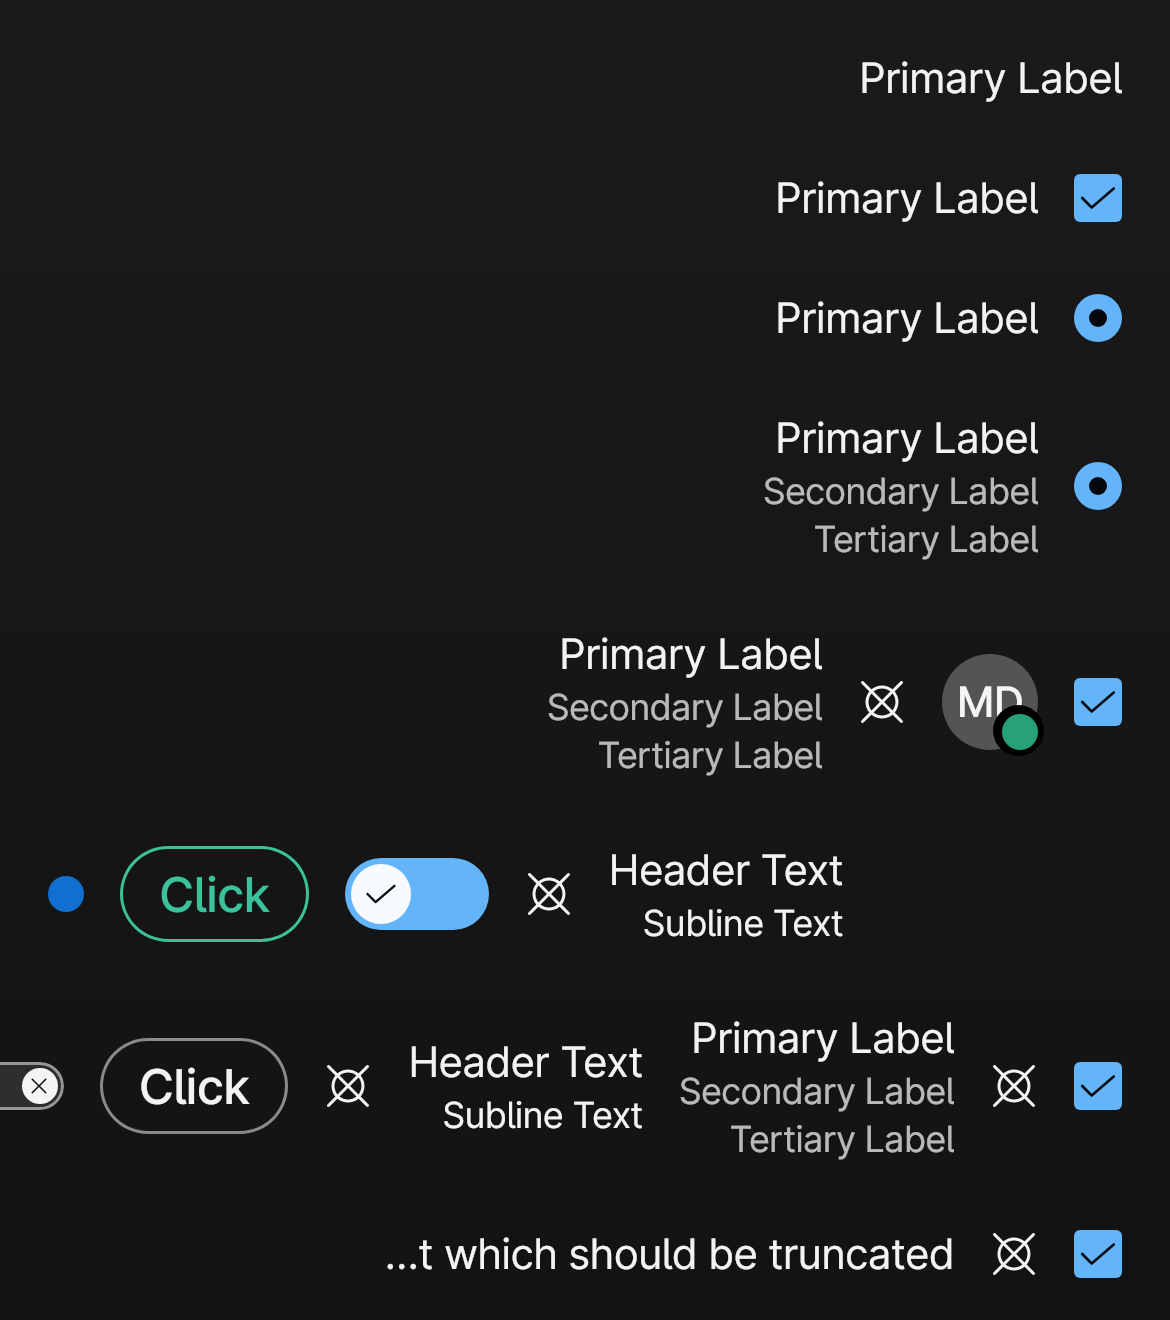 Primary Label
Primary Label
Primary Label
Primary Label
Secondary Label
Tertiary Label
Primary Label
Secondary Label
Tertiary Label
MD
Click
Header Text
Subline Text
Click
Header Text
Subline Text
Primary Label
Secondary Label
Tertiary Label
...t which should be truncated